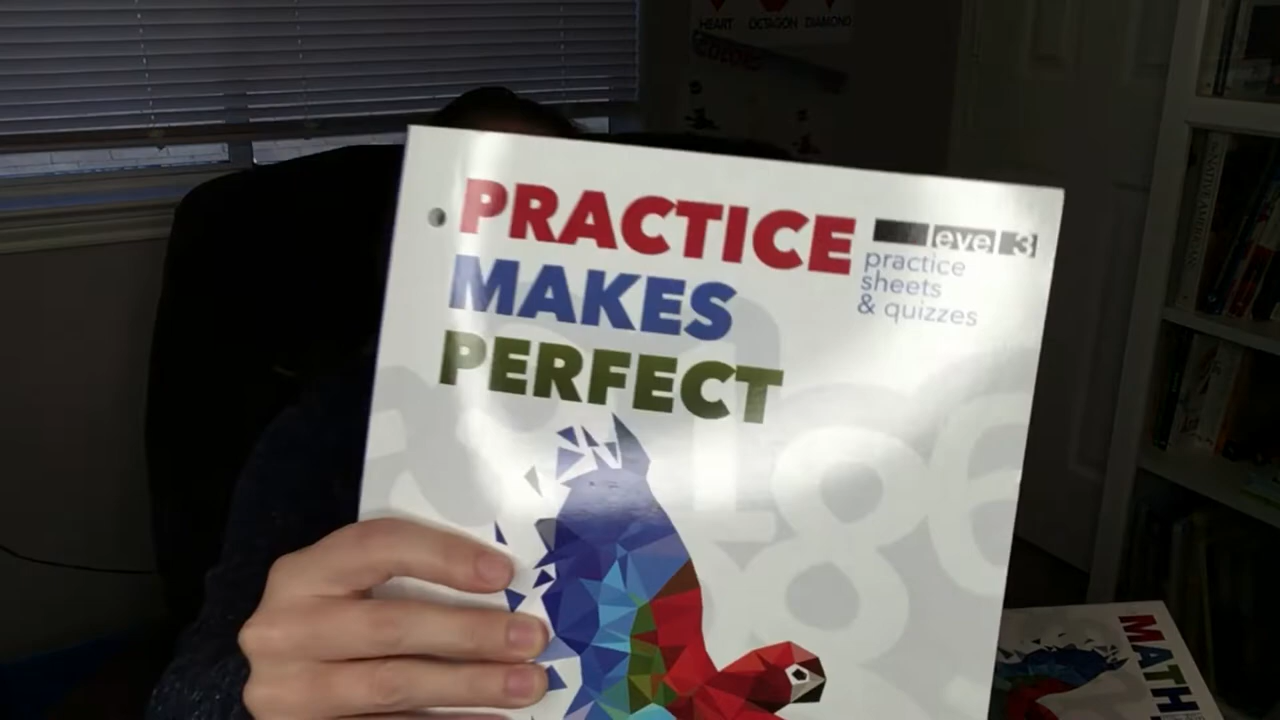 HEART OCTAGON DIAMOND
PRACTICE
MAKES
PERFECT
level 3
practice
sheets
& quizzes
MATH